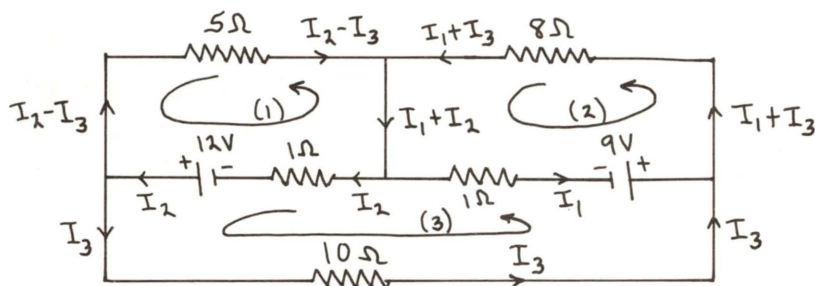 5Ω I₂-I₃ I₁+I₃ 8Ω
I₂-I₃ (1) I₁+I₂ (2) I₁+I₃
12V 1Ω 9V
+ - - +
I₂ I₂ 1Ω I₁
I₃ (3) I₃
10Ω I₃